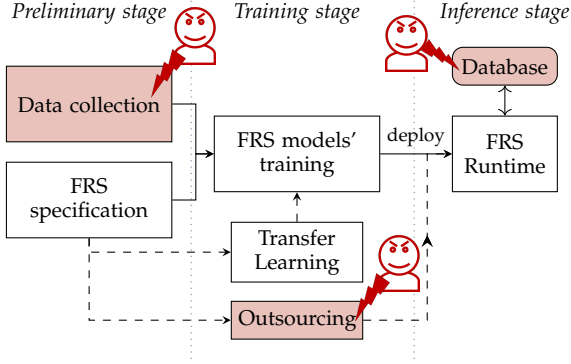 Preliminary stage
Training stage
Inference stage
Data collection
Database
FRS models’
training
deploy
FRS
Runtime
FRS
specification
Transfer
Learning
Outsourcing